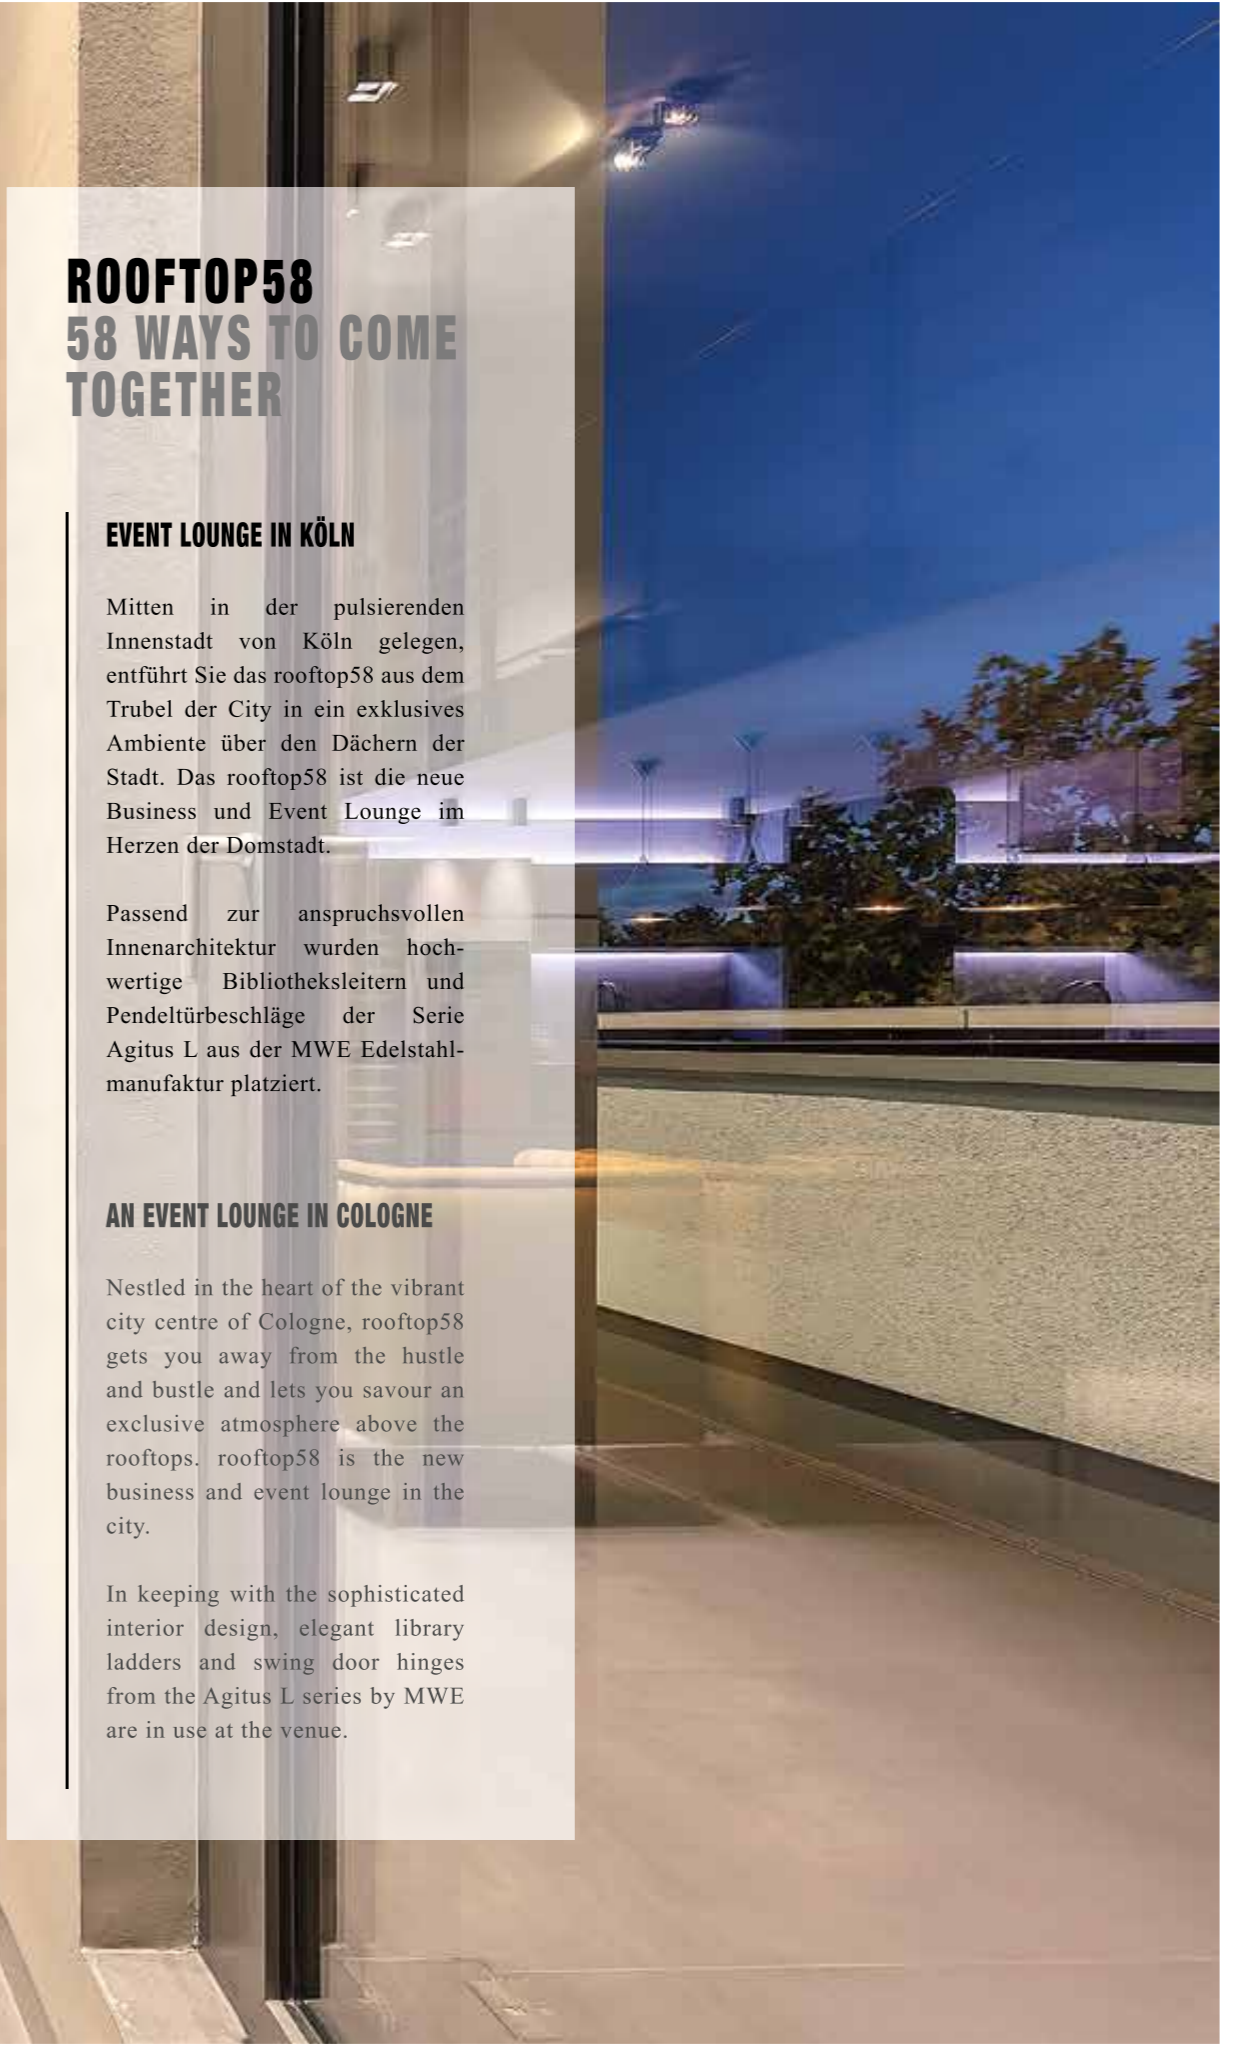 ROOFTOP58
58 WAYS TO COME
TOGETHER
EVENT LOUNGE IN KÖLN
Mitten in der pulsierenden
Innenstadt von Köln gelegen,
entführt Sie das rooftop58 aus dem
Trubel der City in ein exklusives
Ambiente über den Dächern der
Stadt. Das rooftop58 ist die neue
Business und Event Lounge im
Herzen der Domstadt.
Passend zur anspruchsvollen
Innenarchitektur wurden hoch-
wertige Bibliotheksleitern und
Pendeltürbeschläge der Serie
Agitus L aus der MWE Edelstahl-
manufaktur platziert.
AN EVENT LOUNGE IN COLOGNE
Nestled in the heart of the vibrant
city centre of Cologne, rooftop58
gets you away from the hustle
and bustle and lets you savour an
exclusive atmosphere above the
rooftops. rooftop58 is the new
business and event lounge in the
city.
In keeping with the sophisticated
interior design, elegant library
ladders and swing door hinges
from the Agitus L series by MWE
are in use at the venue.